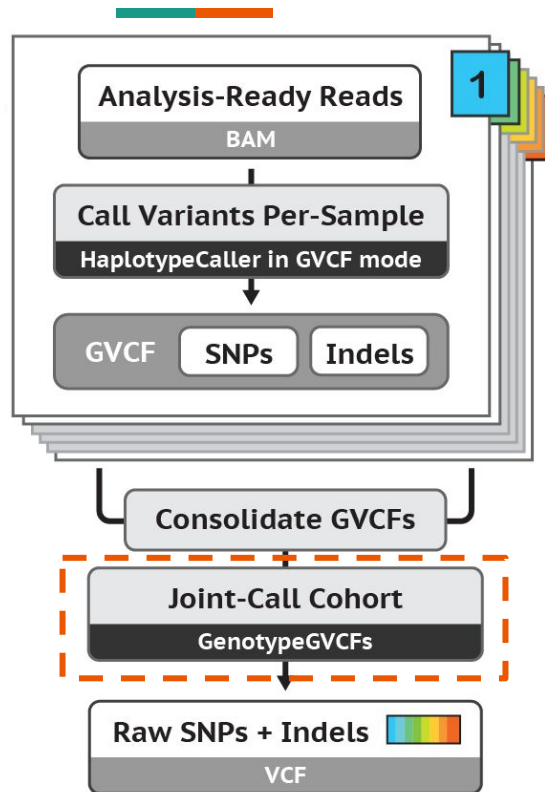 1
Analysis-Ready Reads
BAM
Call Variants Per-Sample
HaplotypeCaller in GVCF mode
GVCF SNPs Indels
Consolidate GVCFs
Joint-Call Cohort
GenotypeGVCFs
Raw SNPs + Indels
VCF